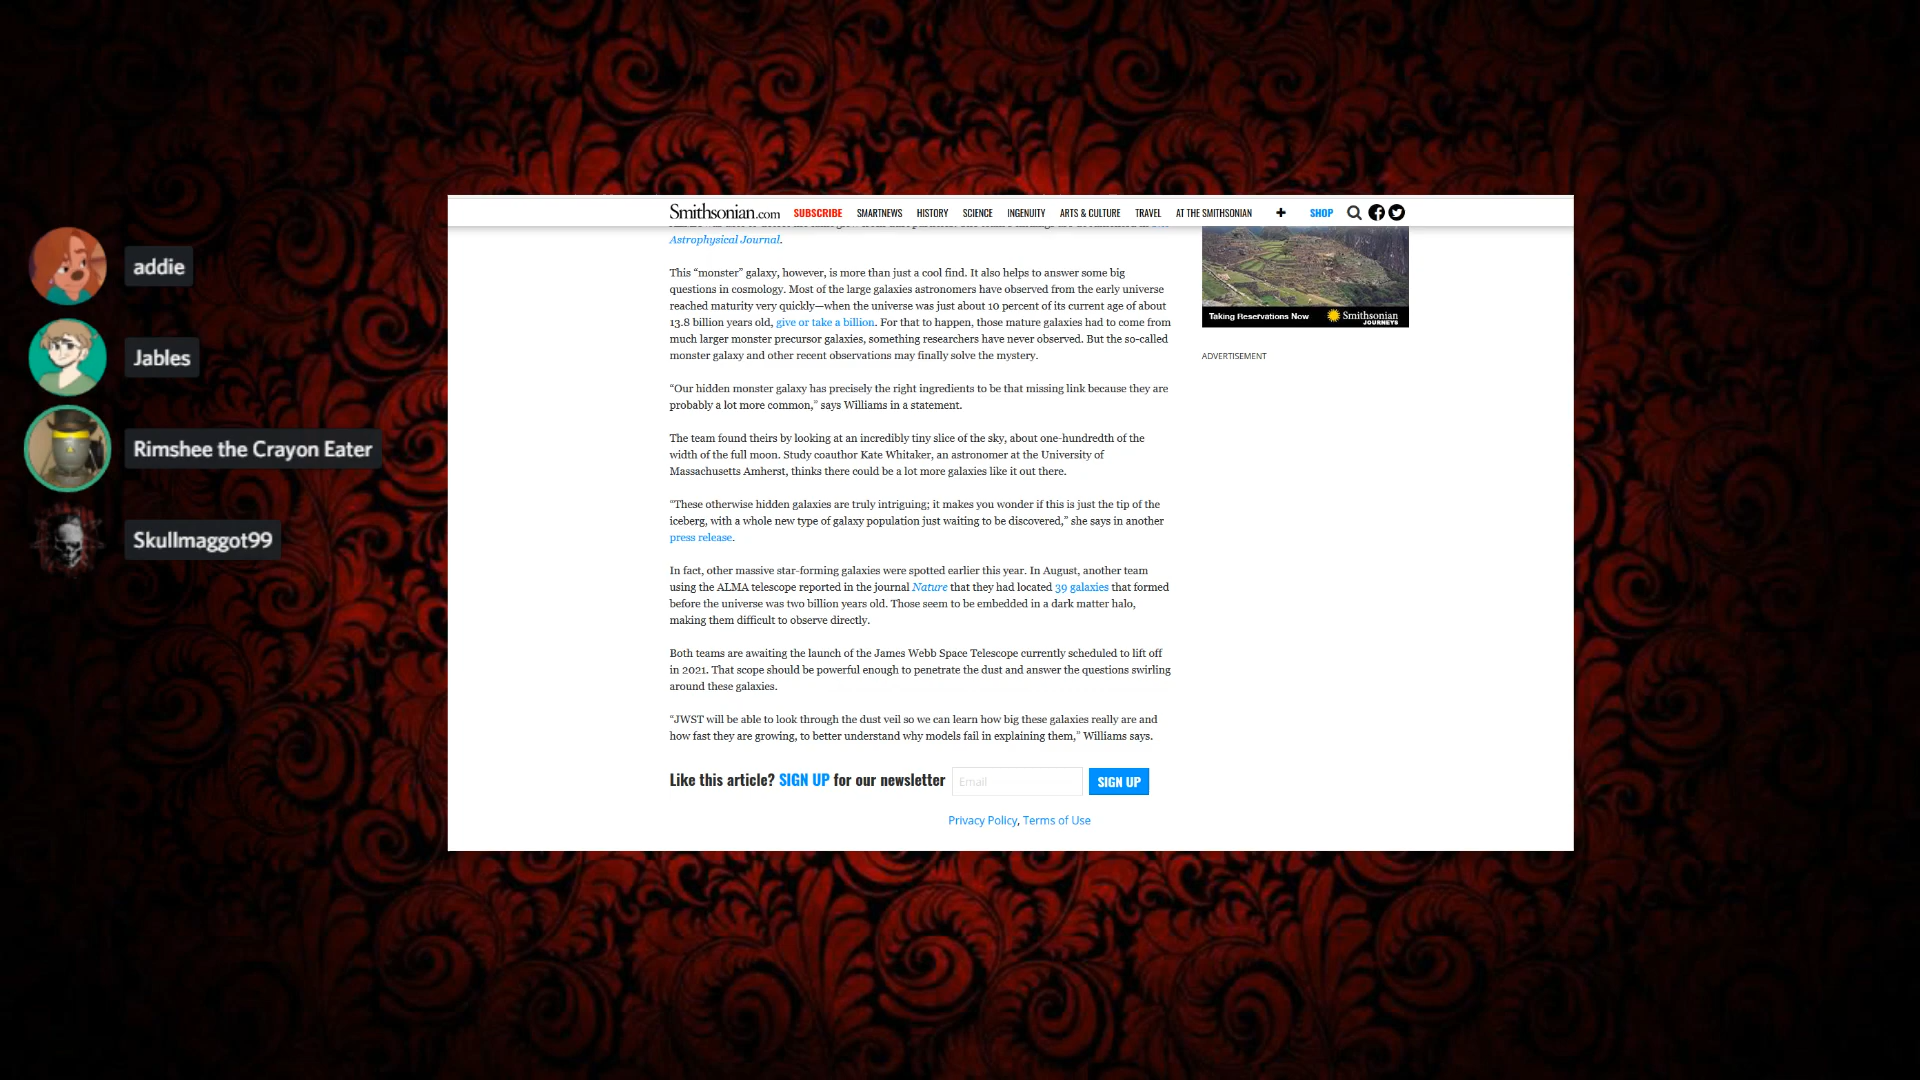 addie
Jables
Rimshee the Crayon Eater
Skullmaggot99
Smithsonian.com SUBSCRIBE SMARTNEWS HISTORY SCIENCE INGENUITY ARTS & CULTURE TRAVEL AT THE SMITHSONIAN + SHOP
Astrophysical Journal.
This “monster” galaxy, however, is more than just a cool find. It also helps to answer some big
questions in cosmology. Most of the large galaxies astronomers have observed from the early universe
reached maturity very quickly—when the universe was just about 10 percent of its current age of about
13.8 billion years old, give or take a billion. For that to happen, those mature galaxies had to come from
much larger monster precursor galaxies, something researchers have never observed. But the so-called
monster galaxy and other recent observations may finally solve the mystery.
“Our hidden monster galaxy has precisely the right ingredients to be that missing link because they are
probably a lot more common,” says Williams in a statement.
The team found theirs by looking at an incredibly tiny slice of the sky, about one-hundredth of the
width of the full moon. Study coauthor Kate Whitaker, an astronomer at the University of
Massachusetts Amherst, thinks there could be a lot more galaxies like it out there.
“These otherwise hidden galaxies are truly intriguing; it makes you wonder if this is just the tip of the
iceberg, with a whole new type of galaxy population just waiting to be discovered,” she says in another
press release.
In fact, other massive star-forming galaxies were spotted earlier this year. In August, another team
using the ALMA telescope reported in the journal Nature that they had located 39 galaxies that formed
before the universe was two billion years old. Those seem to be embedded in a dark matter halo,
making them difficult to observe directly.
Both teams are awaiting the launch of the James Webb Space Telescope currently scheduled to lift off
in 2021. That scope should be powerful enough to penetrate the dust and answer the questions swirling
around these galaxies.
“JWST will be able to look through the dust veil so we can learn how big these galaxies really are and
how fast they are growing, to better understand why models fail in explaining them,” Williams says.
Like this article? SIGN UP for our newsletter Email SIGN UP
Privacy Policy, Terms of Use
Taking Reservations Now Smithsonian
JOURNEYS
ADVERTISEMENT